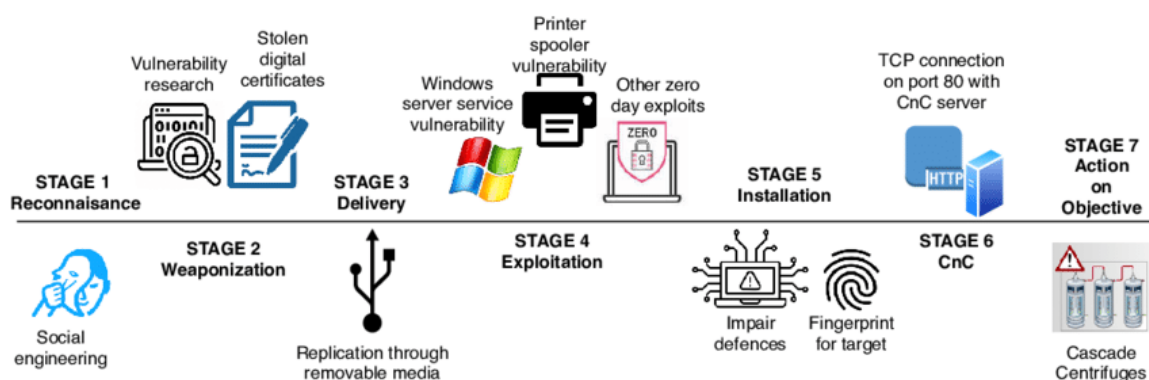 Vulnerability
research
Stolen
digital
certificates
Windows
server service
vulnerability
Printer
spooler
vulnerability
Other zero
day exploits
ZERO
TCP connection
on port 80 with
CnC server
HTTP
STAGE 1
Reconnaisance
STAGE 3
Delivery
STAGE 5
Installation
STAGE 7
Action
on
Objective
STAGE 2
Weaponization
STAGE 4
Exploitation
STAGE 6
CnC
Social
engineering
Replication through
removable media
Impair
defences
Fingerprint
for target
Cascade
Centrifuges